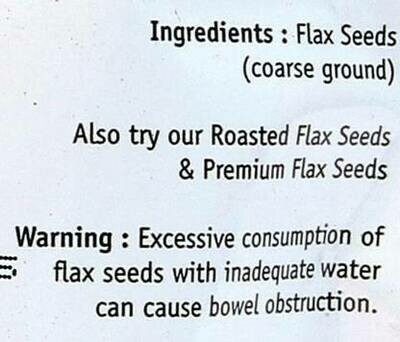 Ingredients : Flax Seeds
(coarse ground)
Also try our Roasted Flax Seeds
& Premium Flax Seeds
Warning : Excessive consumption of
flax seeds with inadequate water
can cause bowel obstruction.